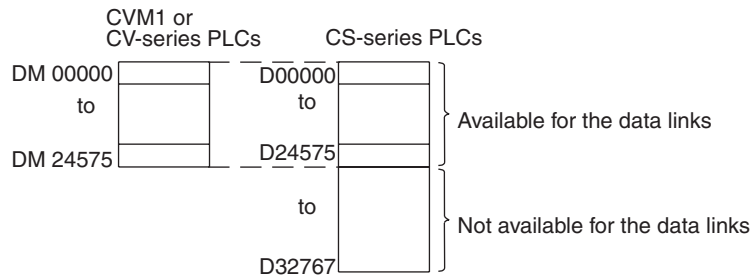 CVM1 or
CV-series PLCs
CS-series PLCs
DM 00000
D00000
to
to
Available for the data links
DM 24575
D24575
to
Not available for the data links
D32767